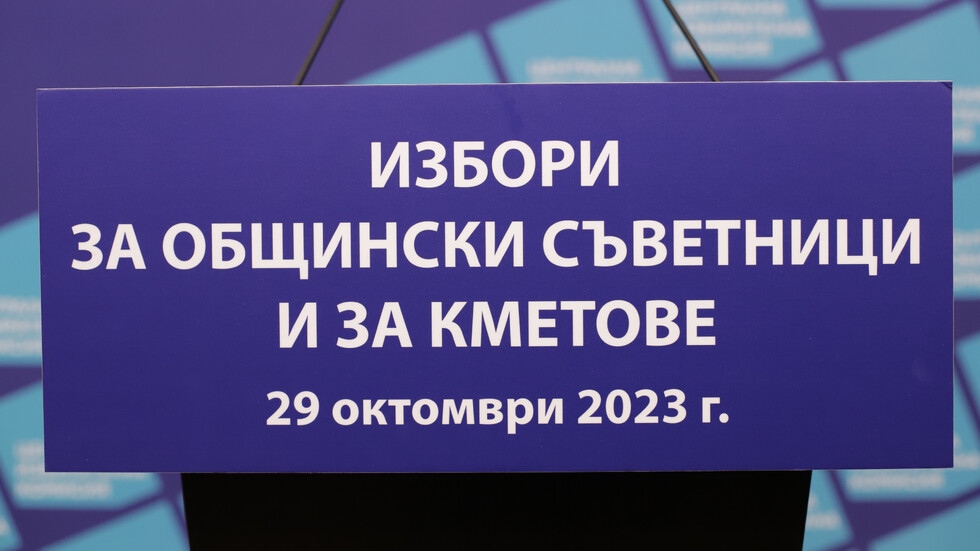 ИЗБОРИ
ЗА ОБЩИНСКИ СЪВЕТНИЦИ
И ЗА КМЕТОВЕ
29 октомври 2023 г.